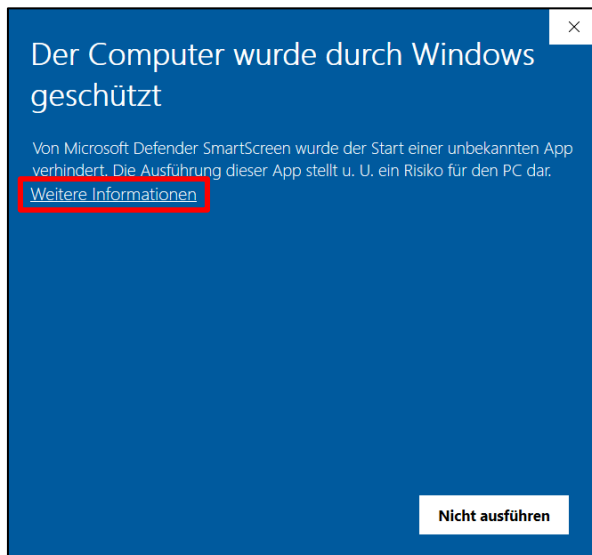 Der Computer wurde durch Windows
geschützt
Von Microsoft Defender SmartScreen wurde der Start einer unbekannten App
verhindert. Die Ausführung dieser App stellt u. U. ein Risiko für den PC dar.
Weitere Informationen
Nicht ausführen